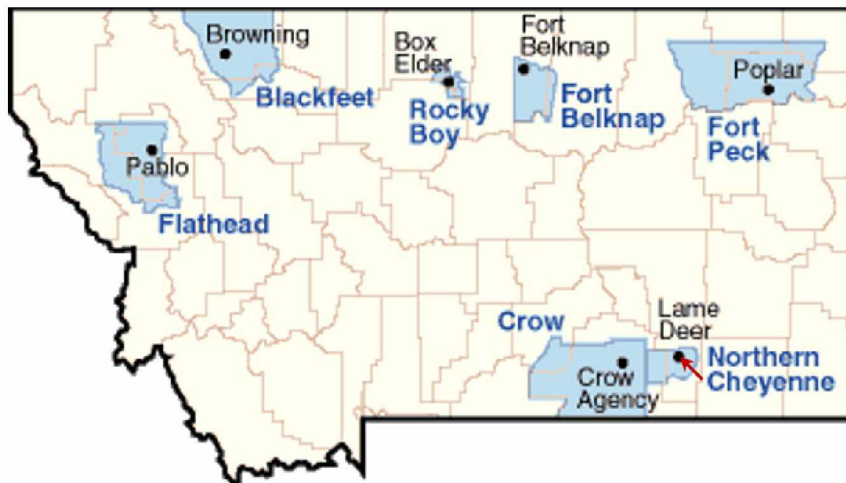 Browning
Blackfeet
Box
Elder
Rocky
Boy
Fort
Belknap
Fort
Belknap
Poplar
Fort
Peck
Pablo
Flathead
Crow
Crow
Agency
Lame
Deer
Northern
Cheyenne